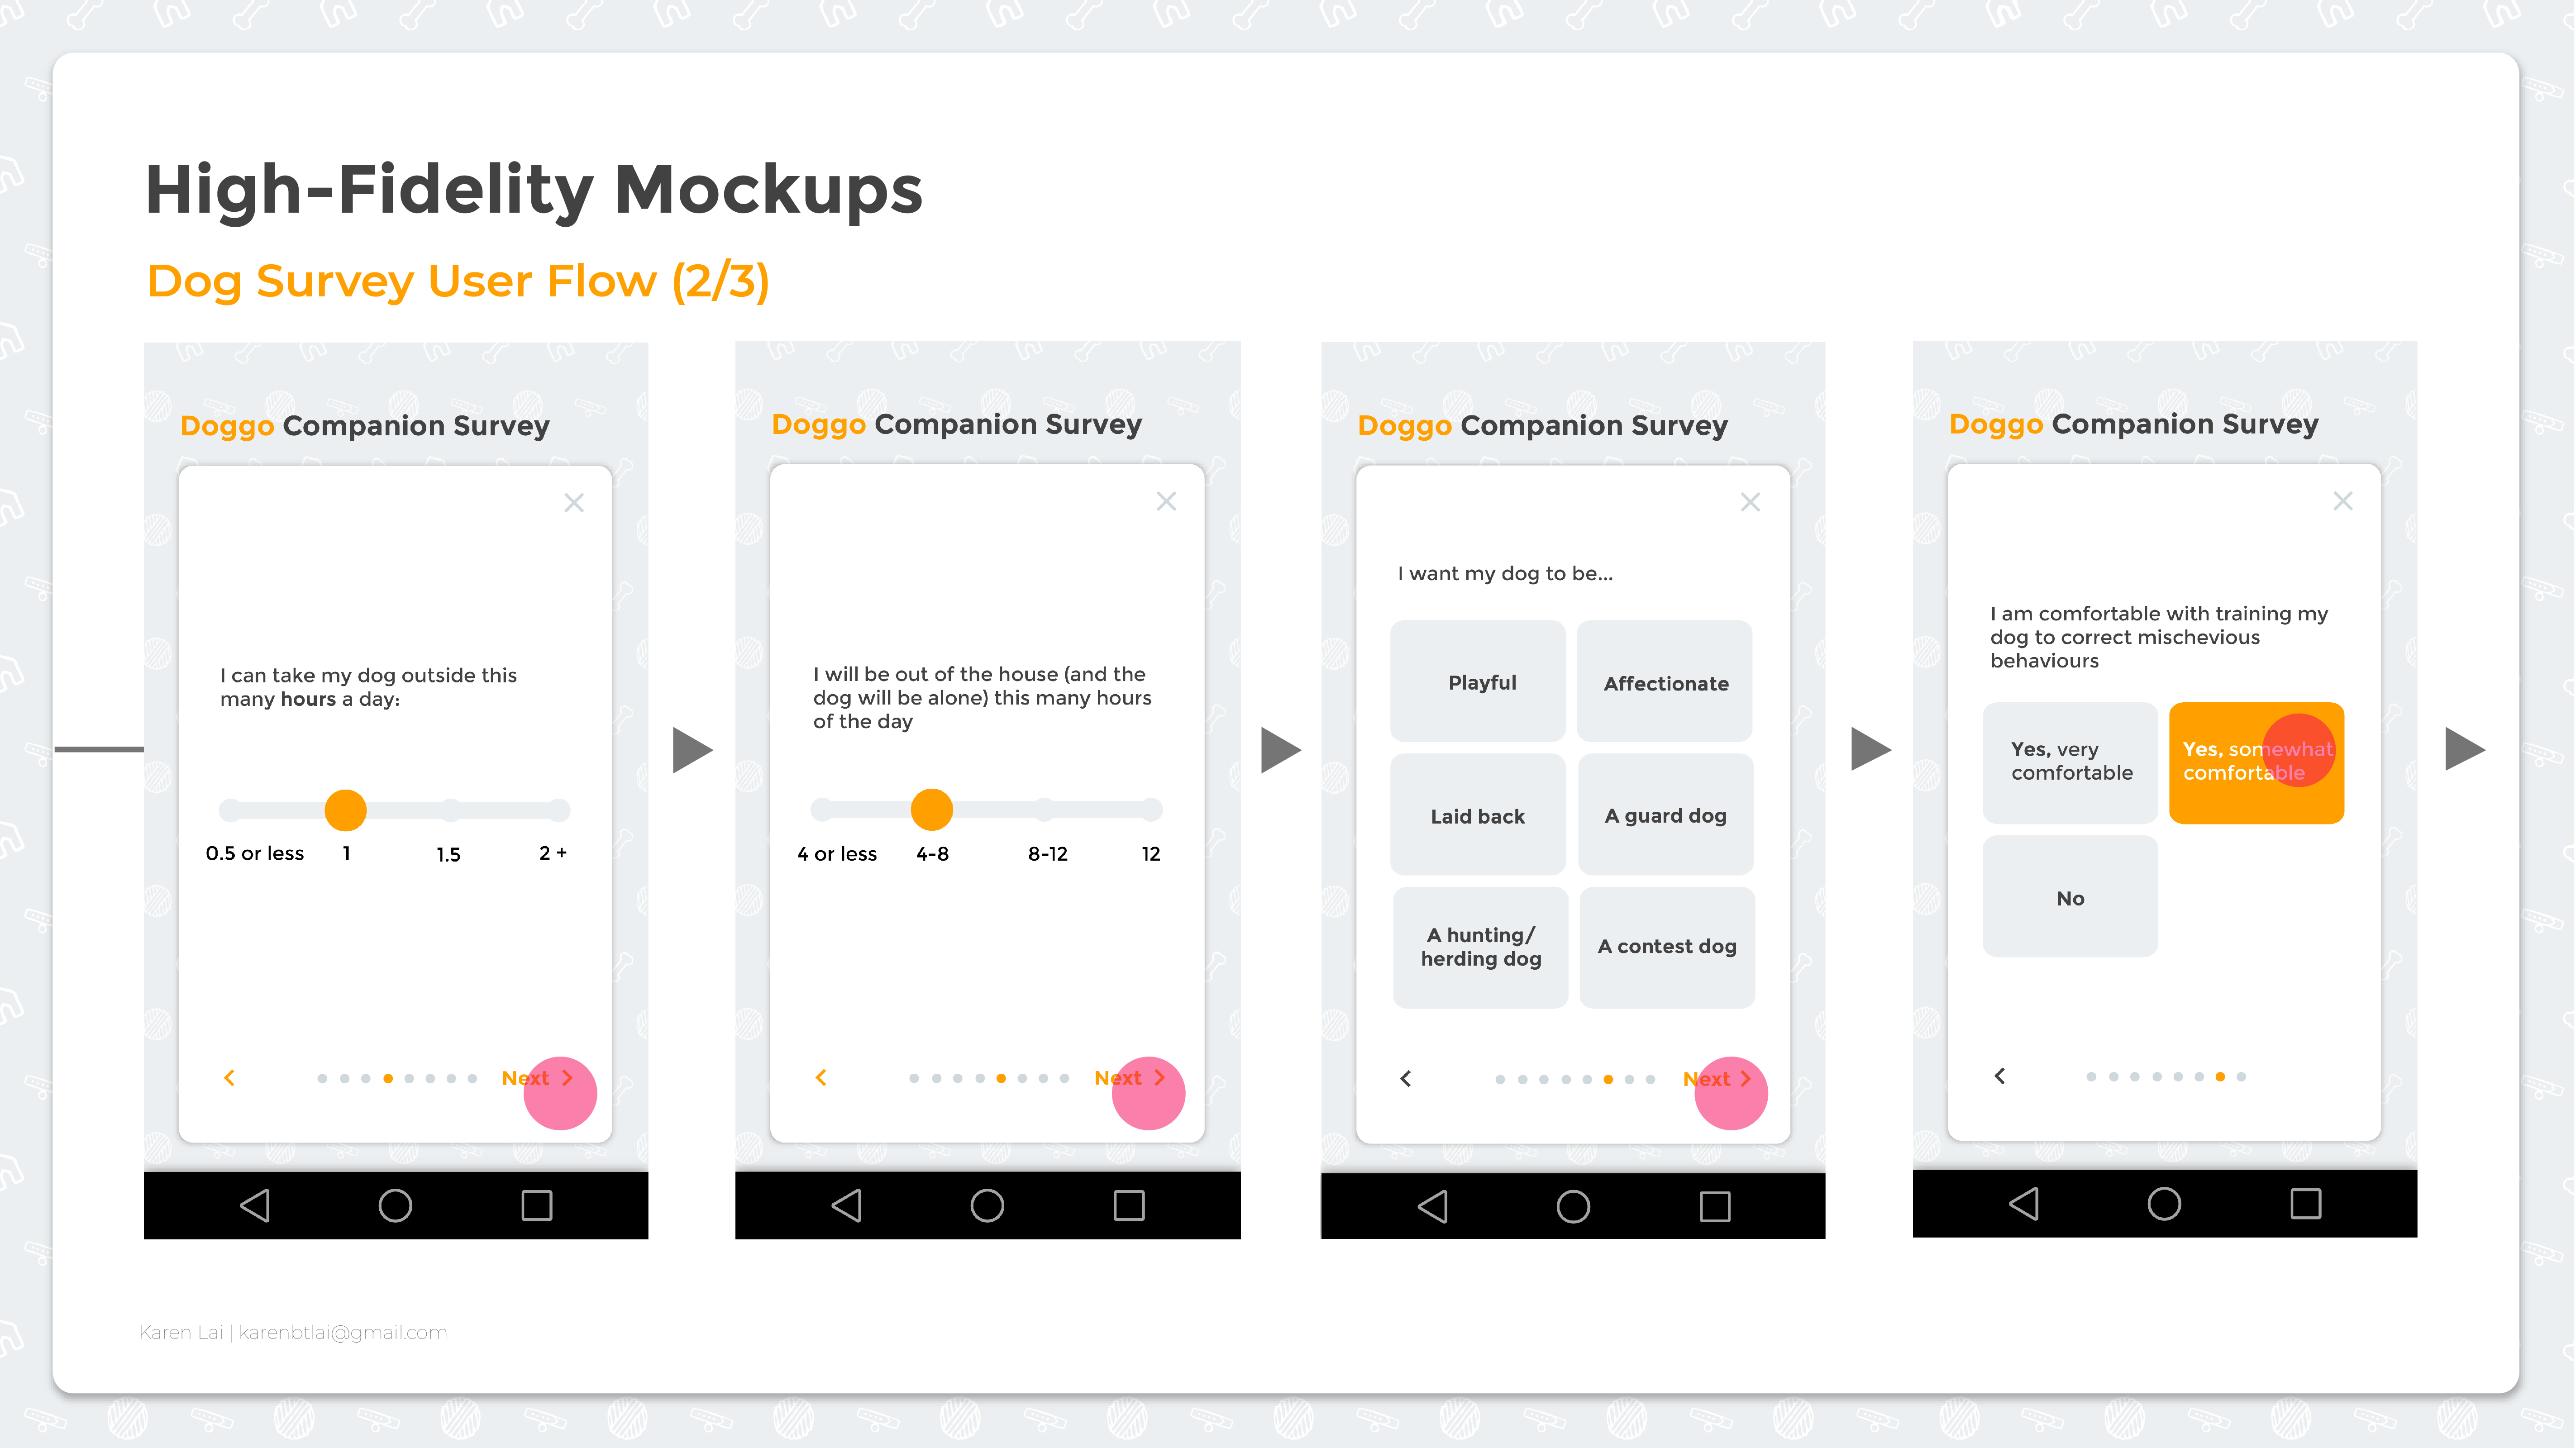 High-Fidelity Mockups
Dog Survey User Flow (2/3)
Doggo Companion Survey
I can take my dog outside this
many hours a day:
0.5 or less 1 1.5 2 +
Next
Doggo Companion Survey
I will be out of the house (and the
dog will be alone) this many hours
of the day
4 or less 4-8 8-12 12
Next
Doggo Companion Survey
I want my dog to be...
Playful
Affectionate
Laid back
A guard dog
A hunting/
herding dog
A contest dog
Next
Doggo Companion Survey
I am comfortable with training my
dog to correct mischevious
behaviours
Yes, very
comfortable
Yes, somewhat
comfortable
No
Karen Lai | karenbtlai@gmail.com